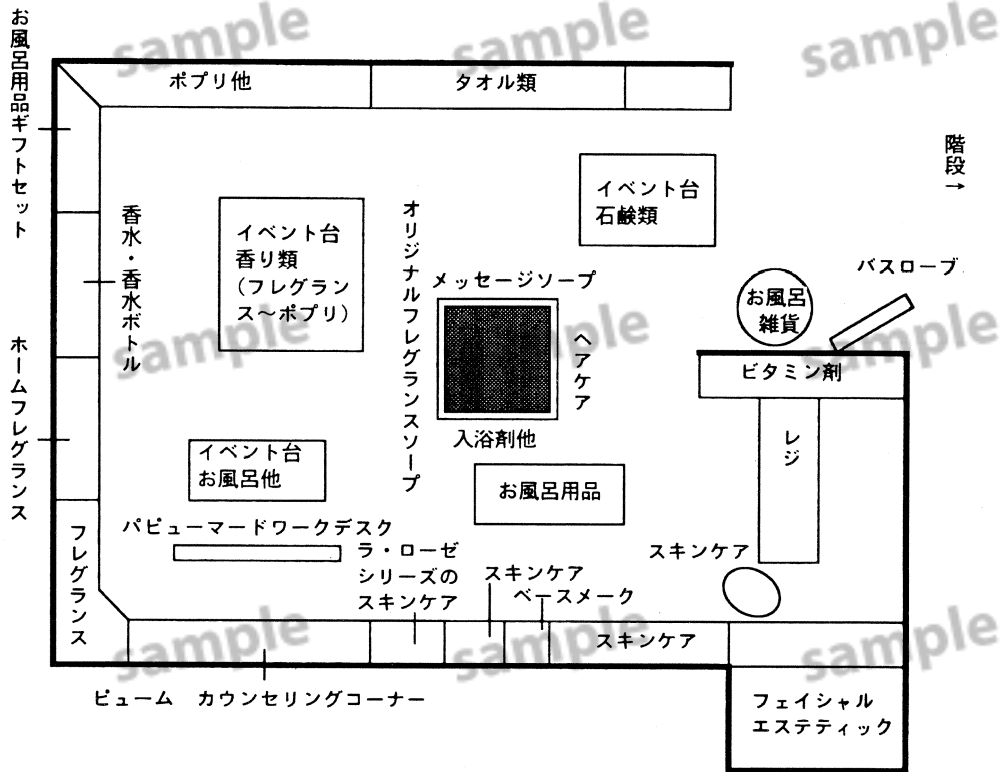 sample
sample
sample
お風呂用品ギフトセット
ポプリ他
タオル類
階段→
香水・香水ボトル
イベント台
香り類
(フレグラン
ス〜ポプリ)
オリジナルフレグランスソープ
イベント台
石鹸類
メッセージソープ
ヘアケア
入浴剤他
バスローブ
お風呂
雑貨
sample
sample
sample
ビタミン剤
レジ
ホームフレグランス
イベント台
お風呂他
お風呂用品
パピューマードワークデスク
フレグランス
ラ・ローゼ
シリーズの
スキンケア
スキンケア
ベースメーク
スキンケア
スキンケア
sample
sample
sample
ピューム カウンセリングコーナー
フェイシャル
エステティック